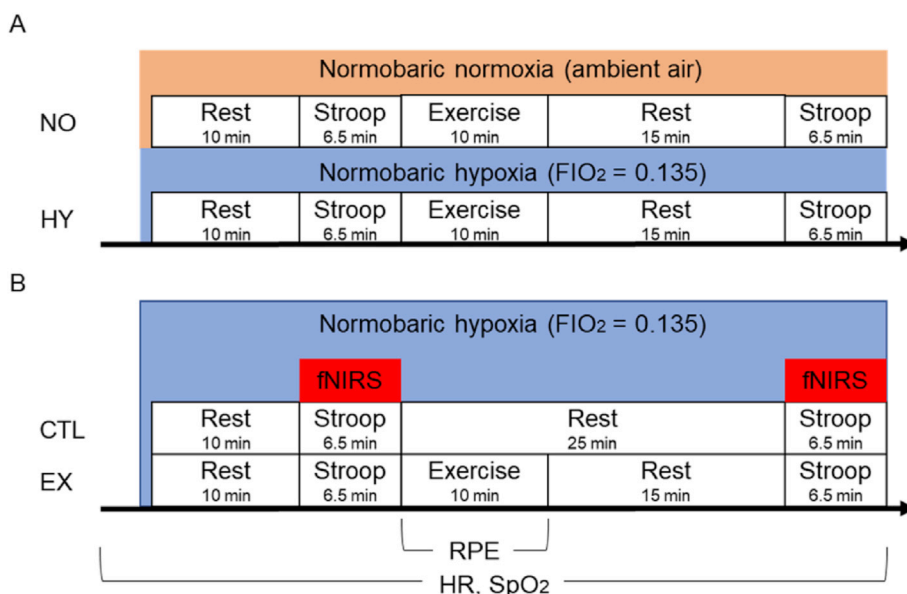 A
Normobaric normoxia (ambient air)
NO
Rest Stroop Exercise Rest Stroop
10 min 6.5 min 10 min 15 min 6.5 min
Normobaric hypoxia (FIO₂ = 0.135)
HY
Rest Stroop Exercise Rest Stroop
10 min 6.5 min 10 min 15 min 6.5 min
B
Normobaric hypoxia (FIO₂ = 0.135)
fNIRS fNIRS
CTL
Rest Stroop Rest Stroop
10 min 6.5 min 25 min 6.5 min
EX
Rest Stroop Exercise Rest Stroop
10 min 6.5 min 10 min 15 min 6.5 min
RPE
HR, SpO₂